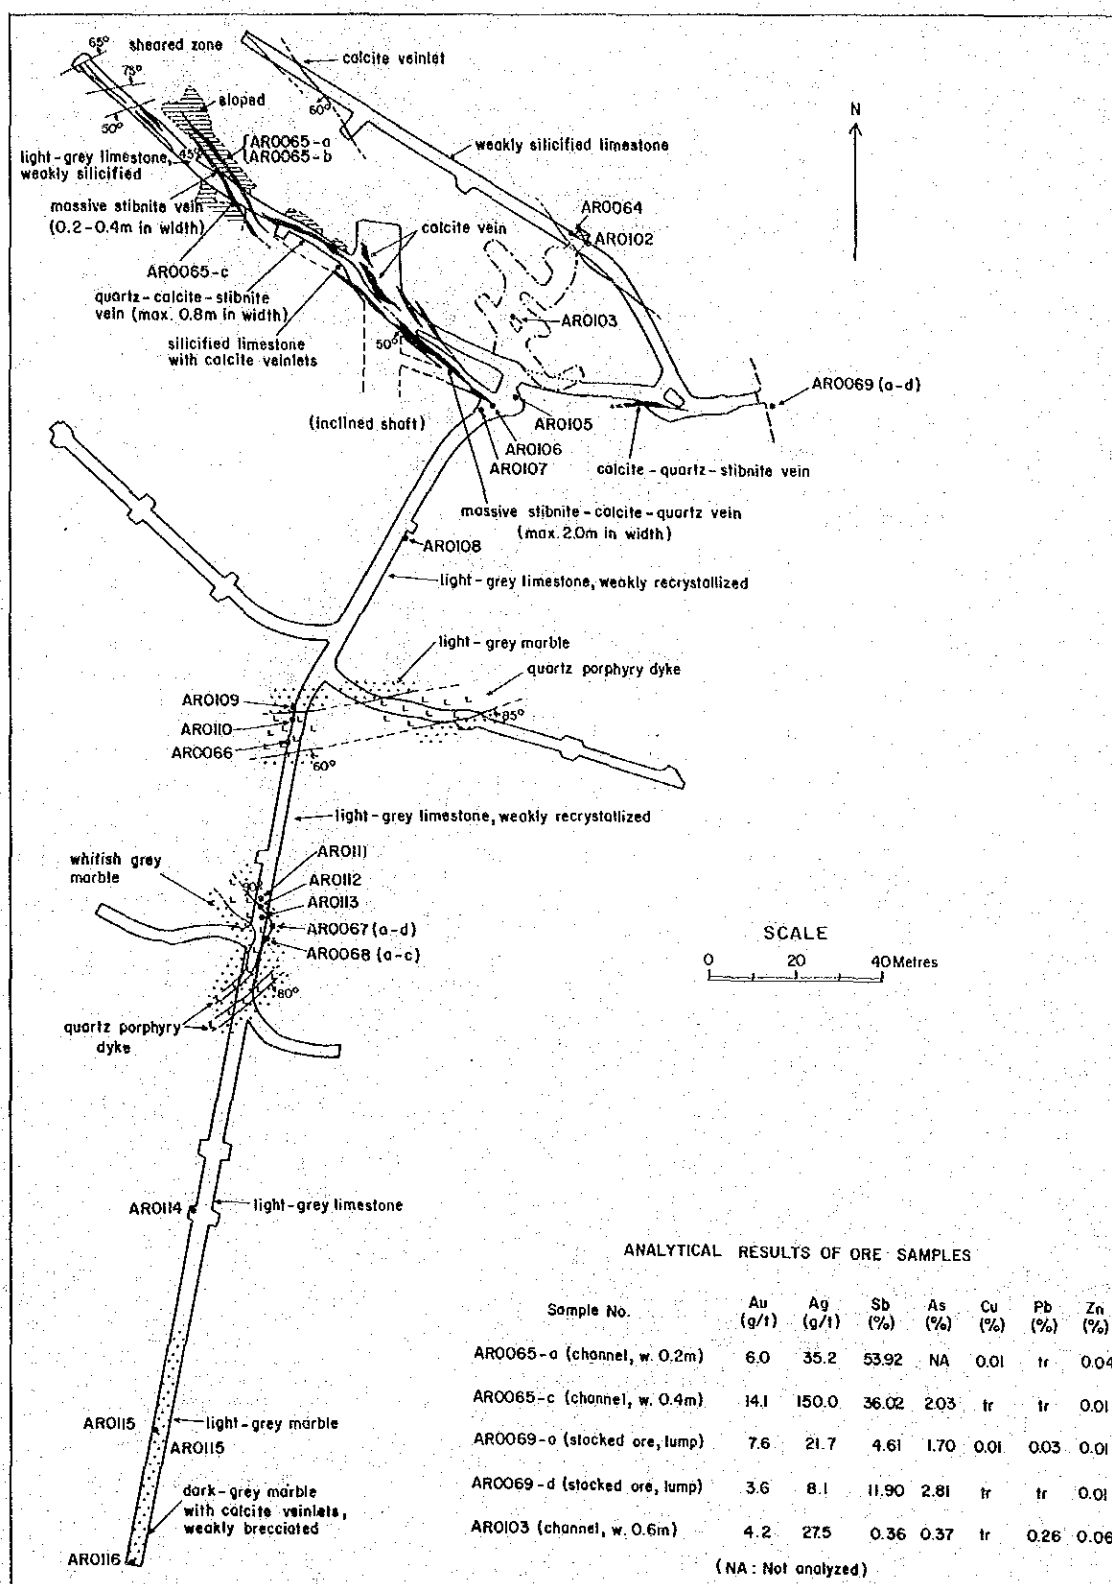 65°
sheared zone
calcite veinlet
75°
60°
50°
sloped
AR0065-a
AR0065-b
weakly silicified limestone
N
light-grey limestone,
weakly silicified
45°
massive stibnite vein
(0.2-0.4m in width)
AR0064
AR0102
calcite vein
AR0065-c
quartz-calcite-stibnite
vein (max. 0.8m in width)
AR0103
silicified limestone
with calcite veinlets
50°
AR0069 (a-d)
(inclined shaft)
AR0105
AR0106
AR0107
calcite-quartz-stibnite vein
massive stibnite-calcite-quartz vein
(max. 2.0m in width)
AR0108
light-grey limestone, weakly recrystallized
light-grey marble
quartz porphyry dyke
AR0109
85°
AR0110
AR0066
60°
light-grey limestone, weakly recrystallized
AR0111
whitish grey
marble
90°
AR0112
AR0113
AR0067 (a-d)
AR0068 (a-c)
SCALE
0 20 40 Metres
80°
quartz porphyry
dyke
AR0114
light-grey limestone
AR0115
light-grey marble
AR0115
dark-grey marble
with calcite veinlets,
weakly brecciated
AR0116
ANALYTICAL RESULTS OF ORE SAMPLES
Sample No. Au (g/t) Ag (g/t) Sb (%) As (%) Cu (%) Pb (%) Zn (%)
AR0065-a (channel, w. 0.2m) 6.0 35.2 53.92 NA 0.01 tr 0.04
AR0065-c (channel, w. 0.4m) 14.1 150.0 36.02 2.03 tr tr 0.01
AR0069-a (stocked ore, lump) 7.6 21.7 4.61 1.70 0.01 0.03 0.01
AR0069-d (stocked ore, lump) 3.6 8.1 11.90 2.81 tr tr 0.01
AR0103 (channel, w. 0.6m) 4.2 27.5 0.36 0.37 tr 0.26 0.06
(NA: Not analyzed)